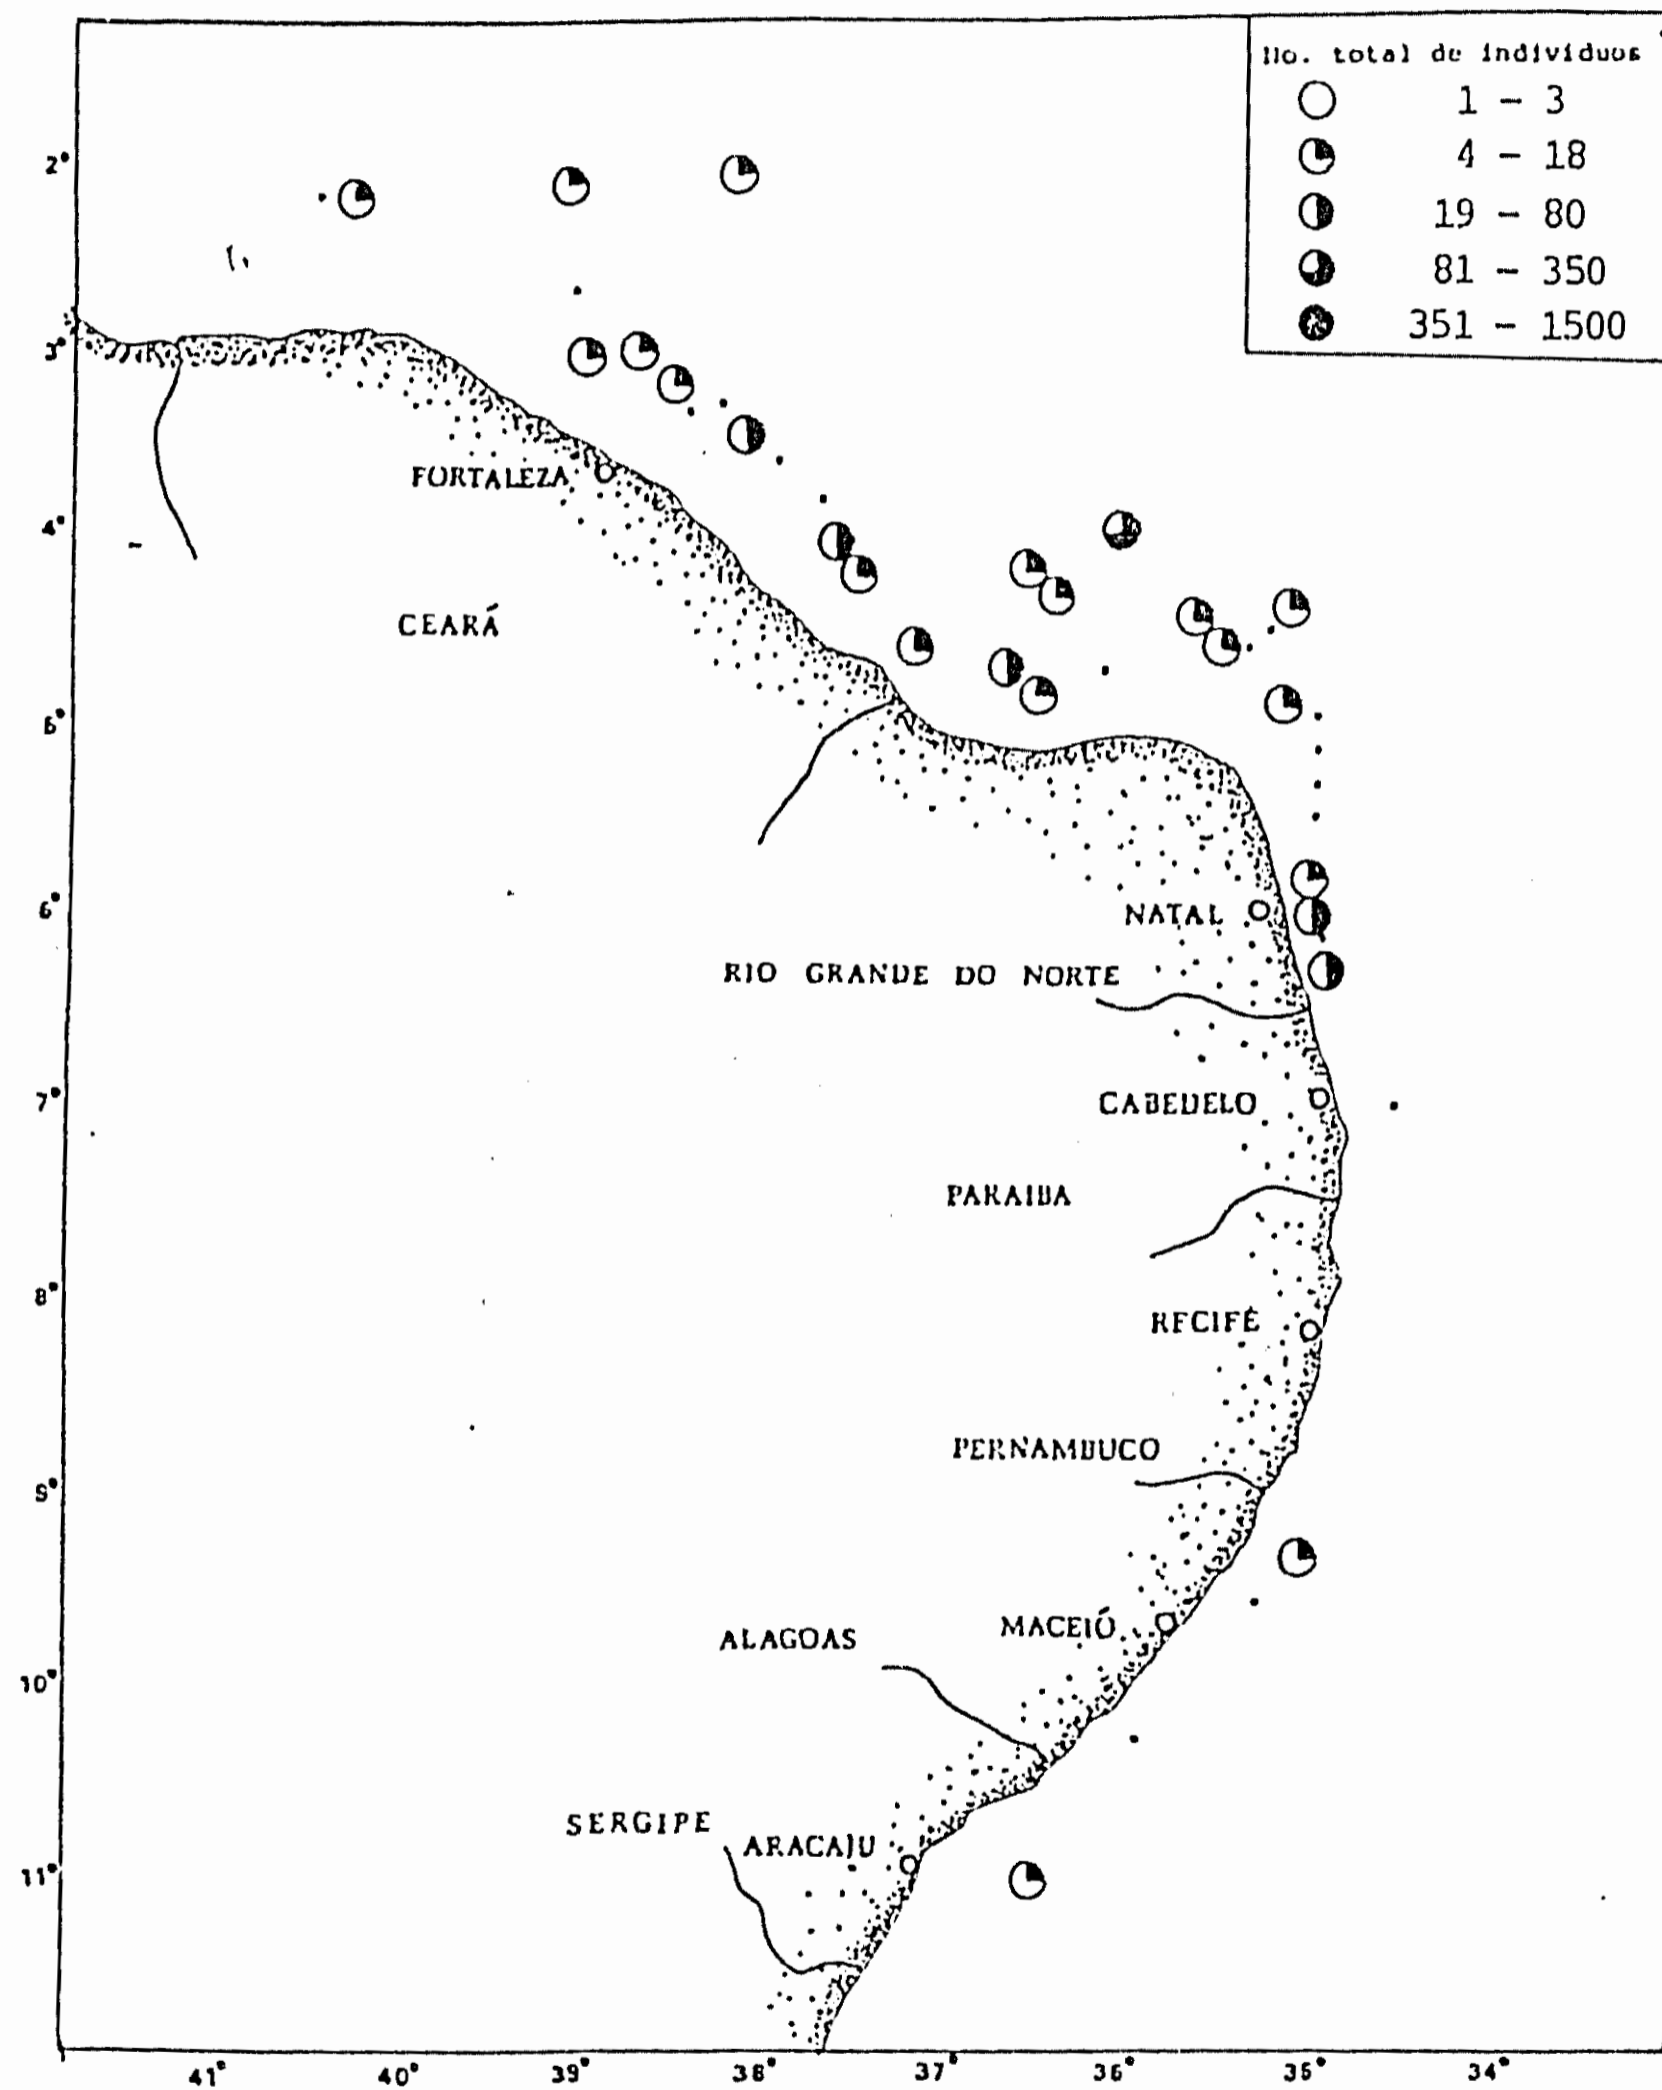 No. total de indivíduos
1 – 3
4 – 18
19 – 80
81 – 350
351 – 1500
2°
3°
FORTALEZA
4°
CEARÁ
5°
6°
NATAL
RIO GRANDE DO NORTE
7°
CABEDELO
PARAIBA
8°
RECIFE
PERNAMBUCO
9°
MACEIÓ
ALAGOAS
10°
SERGIPE
ARACAJU
11°
41° 40° 39° 38° 37° 36° 35° 34°